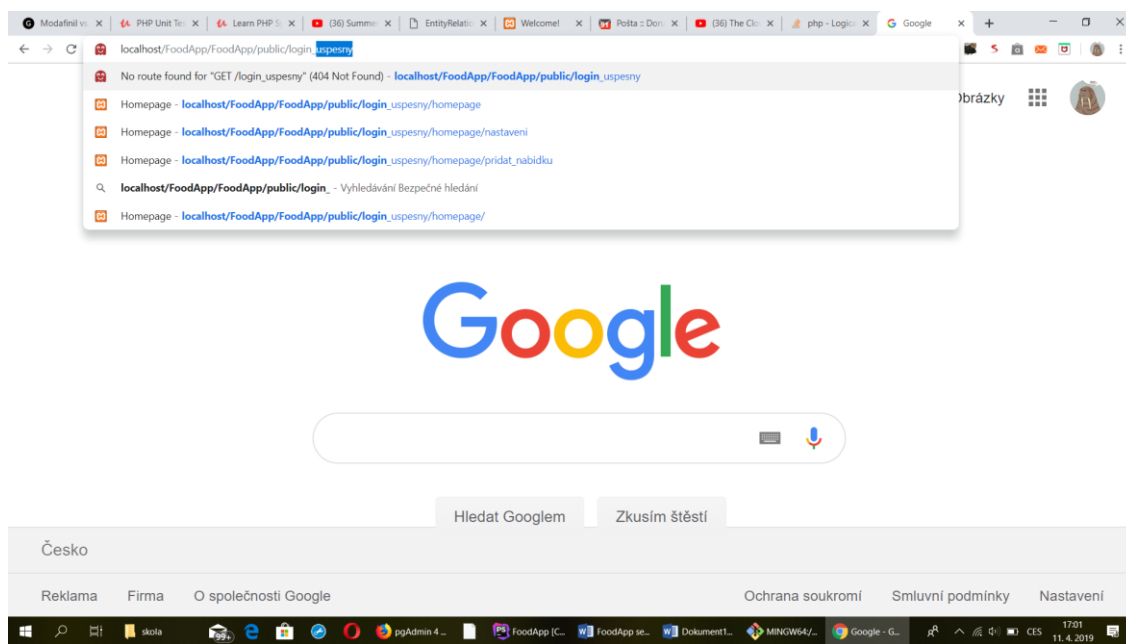 Modafinil vs.
PHP Unit Tes
Learn PHP S
(36) Summe
EntityRelatio
Welcome!
Pošta :: Doru
(36) The Clo
php - Logic
Google
localhost/FoodApp/FoodApp/public/login_uspesny
No route found for "GET /login_uspesny" (404 Not Found) - localhost/FoodApp/FoodApp/public/login_uspesny
Homepage - localhost/FoodApp/FoodApp/public/login_uspesny/homepage
Obrázky
Homepage - localhost/FoodApp/FoodApp/public/login_uspesny/homepage/nastaveni
Homepage - localhost/FoodApp/FoodApp/public/login_uspesny/homepage/pridat_nabidku
localhost/FoodApp/FoodApp/public/login_ - Vyhledávání Bezpečné hledání
Homepage - localhost/FoodApp/FoodApp/public/login_uspesny/homepage/
Google
Hledat Googlem Zkusím štěstí
Česko
Reklama Firma O společnosti Google Ochrana soukromí Smluvní podmínky Nastavení
skola 99+ pgAdmin 4 ... FoodApp [C... FoodApp se... Dokument1... MINGW64:/... Google - G... CES 17:01
11. 4. 2019